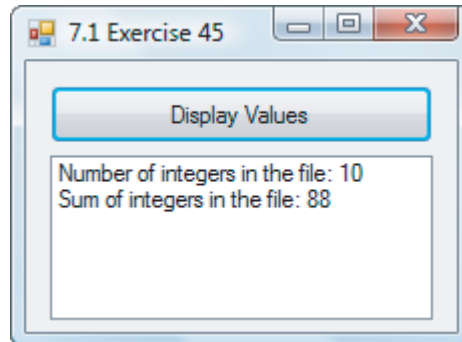 7.1 Exercise 45
Display Values
Number of integers in the file: 10
Sum of integers in the file: 88